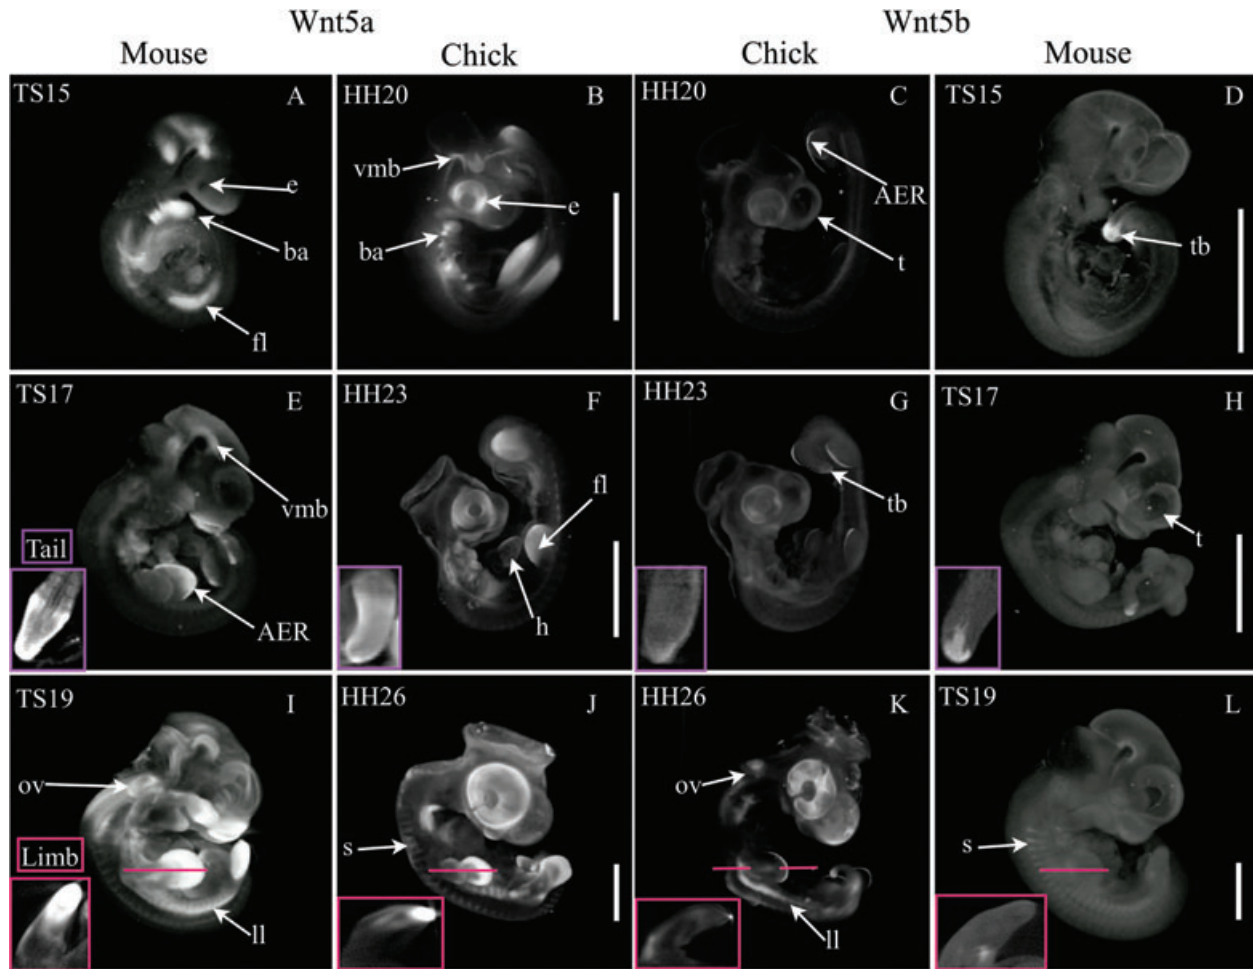 Wnt5a Wnt5b
Mouse Chick Chick Mouse
TS15 A HH20 B HH20 C TS15 D
vmb AER
e e
ba ba t tb
fl
TS17 E HH23 F HH23 G TS17 H
vmb fl tb t
Tail
AER h
TS19 I HH26 J HH26 K TS19 L
ov ov
s s
Limb
ll ll